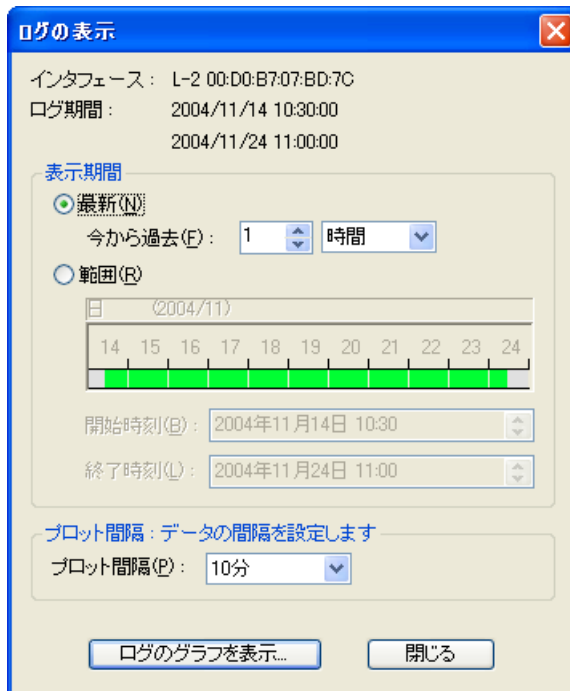 ログの表示
インタフェース： L-2 00:D0:B7:07:BD:7C
ログ期間： 2004/11/14 10:30:00
2004/11/24 11:00:00
表示期間
最新(N)
今から過去(F)： 1 時間
範囲(R)
日 (2004/11)
14 15 16 17 18 19 20 21 22 23 24
開始時刻(B)： 2004年11月14日 10:30
終了時刻(L)： 2004年11月24日 11:00
プロット間隔：データの間隔を設定します
プロット間隔(P)： 10分
ログのグラフを表示... 閉じる